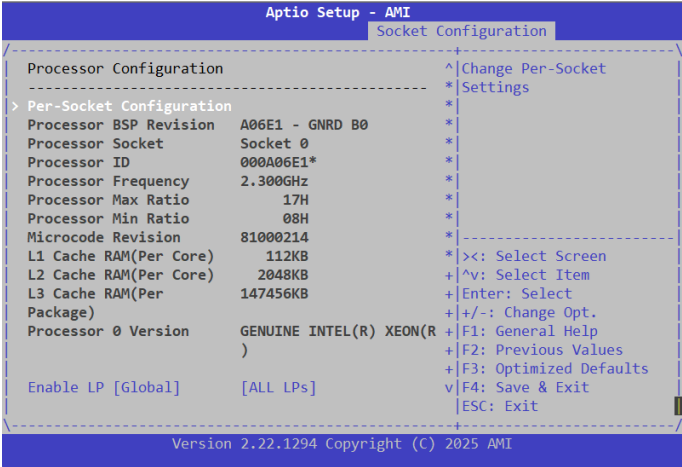 Aptio Setup - AMI
Socket Configuration
Processor Configuration
> Per-Socket Configuration
Processor BSP Revision A06E1 - GNRD B0
Processor Socket Socket 0
Processor ID 000A06E1*
Processor Frequency 2.300GHz
Processor Max Ratio 17H
Processor Min Ratio 08H
Microcode Revision 81000214
L1 Cache RAM(Per Core) 112KB
L2 Cache RAM(Per Core) 2048KB
L3 Cache RAM(Per 147456KB
Package)
Processor 0 Version GENUINE INTEL(R) XEON(R
)
Enable LP [Global] [ALL LPs]
Change Per-Socket
Settings
><: Select Screen
^v: Select Item
Enter: Select
+/-: Change Opt.
F1: General Help
F2: Previous Values
F3: Optimized Defaults
F4: Save & Exit
ESC: Exit
Version 2.22.1294 Copyright (C) 2025 AMI